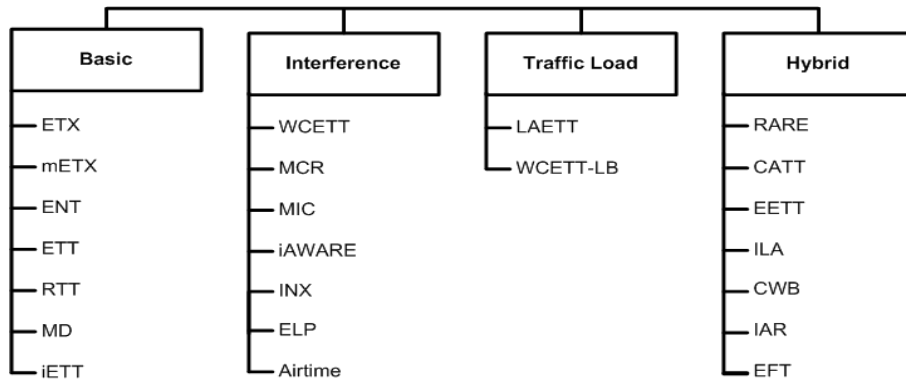 Basic
ETX
mETX
ENT
ETT
RTT
MD
iETT
Interference
WCETT
MCR
MIC
iAWARE
INX
ELP
Airtime
Traffic Load
LAETT
WCETT-LB
Hybrid
RARE
CATT
EETT
ILA
CWB
IAR
EFT